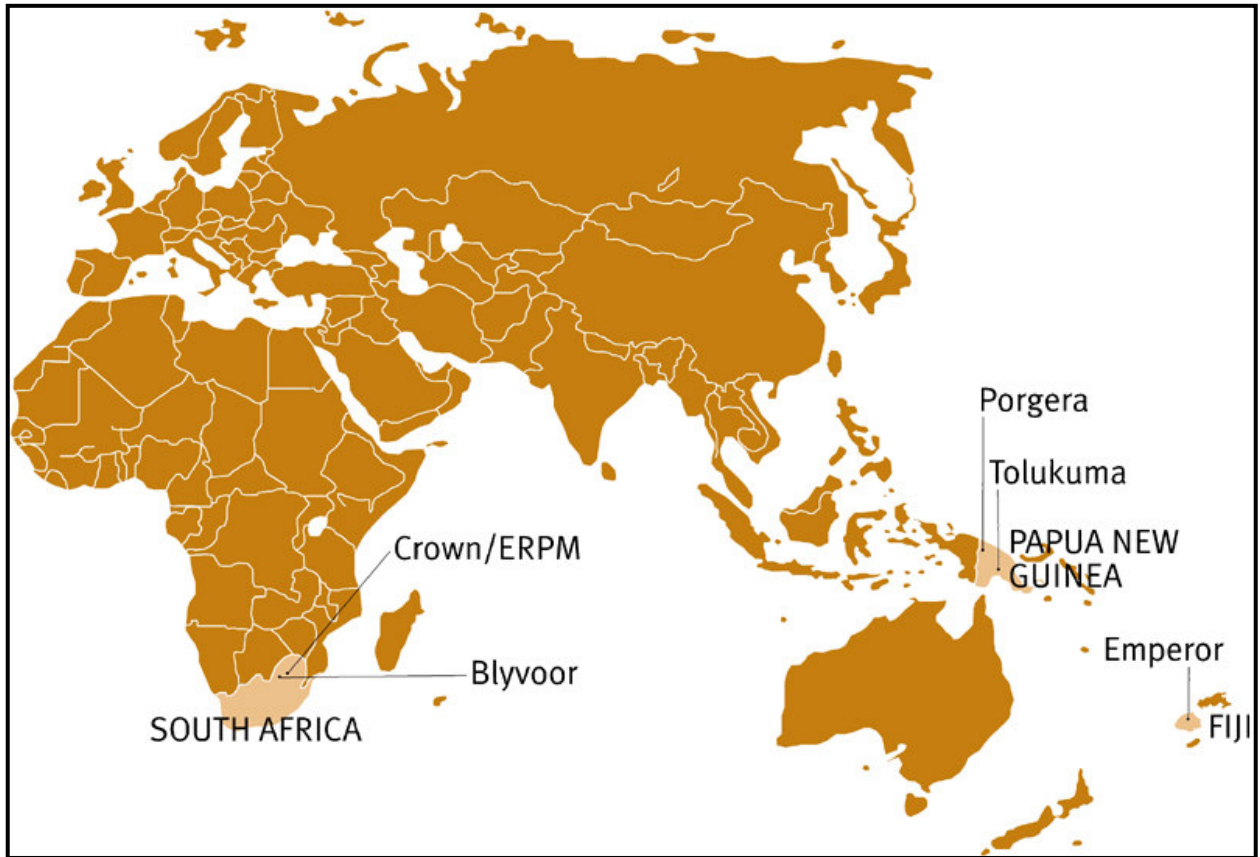 Porgera
Tolukuma
PAPUA NEW
GUINEA
Crown/ERPM
Emperor
Blyvoor
SOUTH AFRICA
FIJI